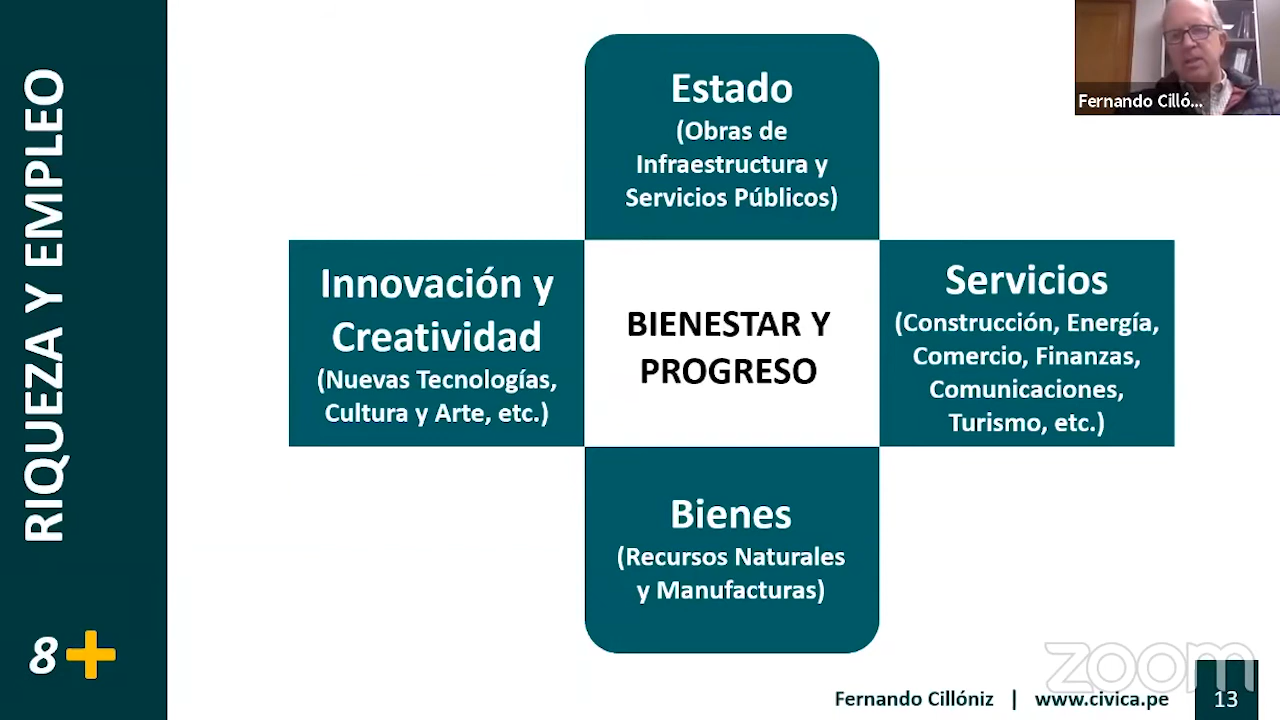 RIQUEZA Y EMPLEO
8+
Estado
(Obras de
Infraestructura y
Servicios Públicos)
Innovación y
Creatividad
(Nuevas Tecnologías,
Cultura y Arte, etc.)
BIENESTAR Y
PROGRESO
Servicios
(Construcción, Energía,
Comercio, Finanzas,
Comunicaciones,
Turismo, etc.)
Bienes
(Recursos Naturales
y Manufacturas)
Fernando Cilló...
zoom
Fernando Cillóniz | www.civica.pe
13